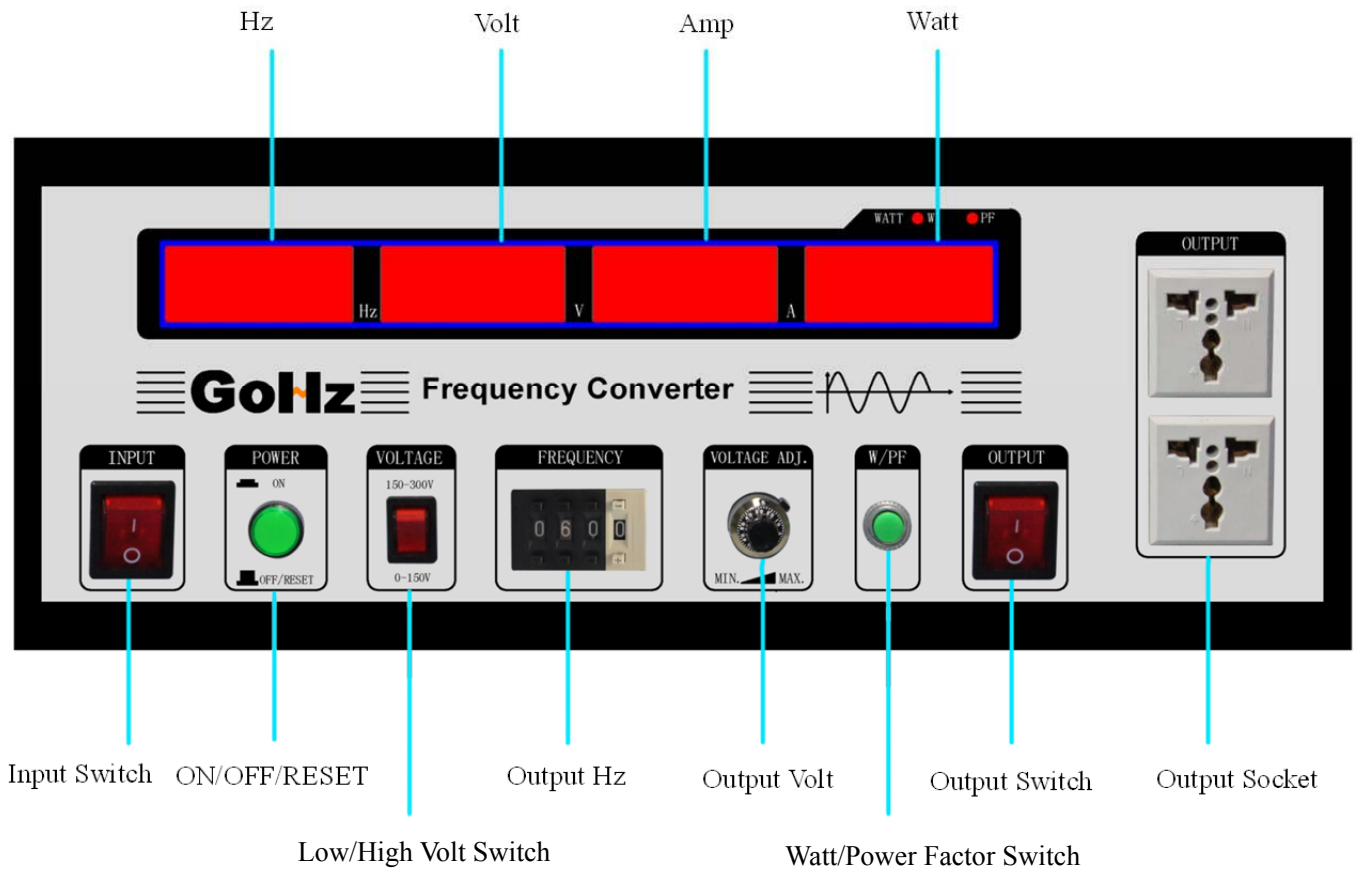 Hz Volt Amp Watt
WATT W PF
OUTPUT
Hz V A
GoHz Frequency Converter
INPUT POWER VOLTAGE FREQUENCY VOLTAGE ADJ. W/PF OUTPUT
ON 150-300V
I 0 6 0 0 I
O O
OFF/RESET 0-150V MIN. MAX.
Input Switch ON/OFF/RESET Output Hz Output Volt Output Switch Output Socket
Low/High Volt Switch Watt/Power Factor Switch